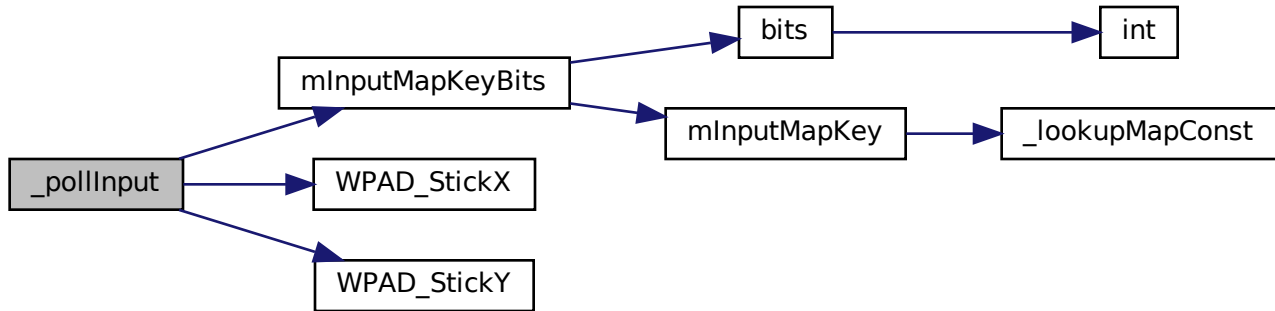 bits
int
mInputMapKeyBits
mInputMapKey
_lookupMapConst
_pollInput
WPAD_StickX
WPAD_StickY